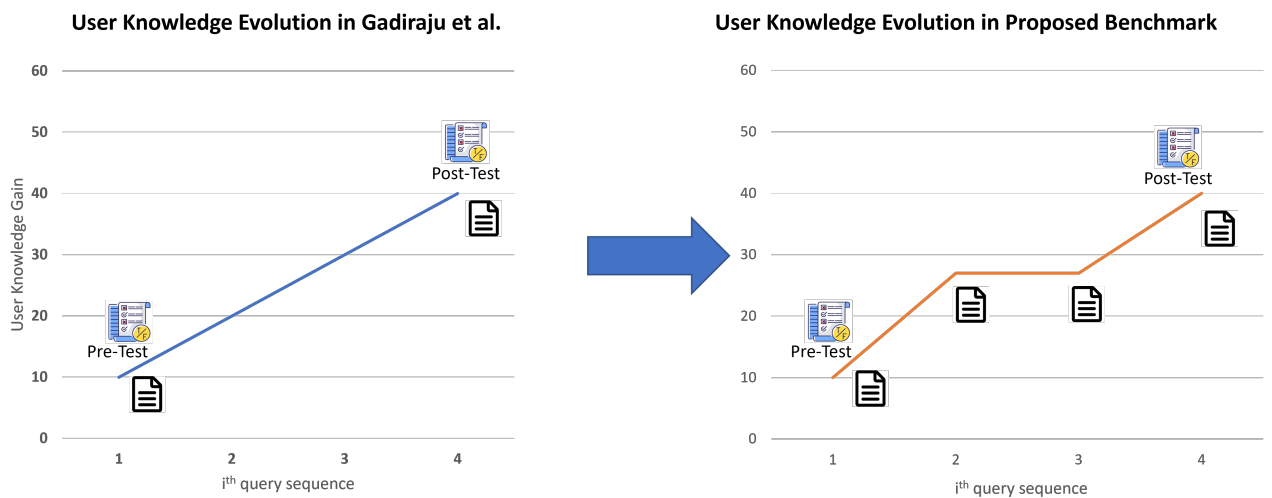 User Knowledge Evolution in Gadiraju et al.
60
50
40
30
20
10
0
User Knowledge Gain
Pre-Test
T/F
Post-Test
T/F
1 2 3 4
iᵗʰ query sequence
User Knowledge Evolution in Proposed Benchmark
60
50
40
30
20
10
0
Pre-Test
T/F
Post-Test
T/F
1 2 3 4
iᵗʰ query sequence